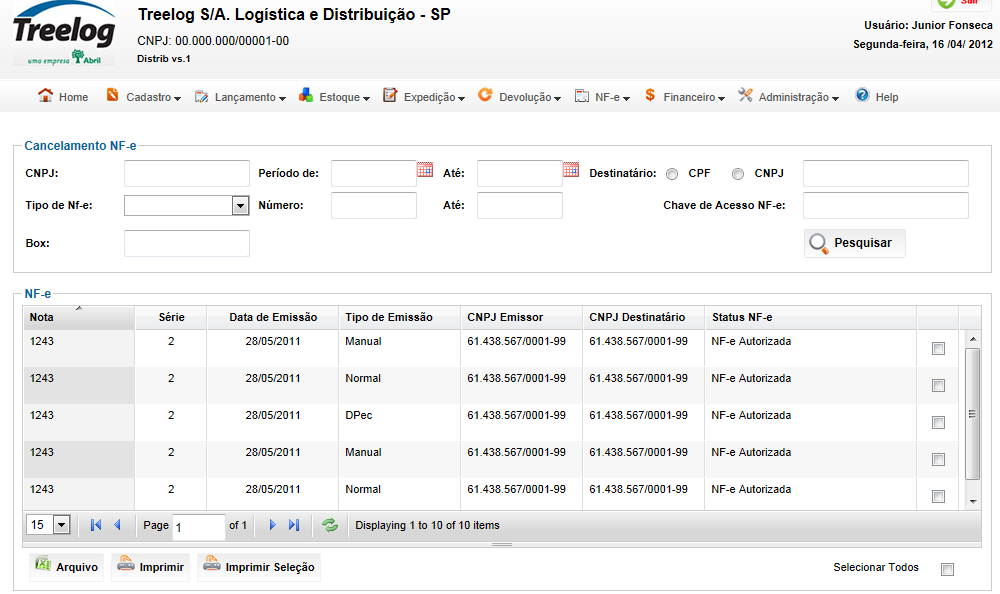 Treelog
uma empresa Abril
Treelog S/A. Logística e Distribuição - SP
CNPJ: 00.000.000/00001-00
Distrib vs.1
Sair
Usuário: Junior Fonseca
Segunda-feira, 16 /04/ 2012
Home Cadastro Lançamento Estoque Expedição Devolução NF-e Financeiro Administração Help
Cancelamento NF-e
CNPJ: Período de: Até: Destinatário: CPF CNPJ
Tipo de Nf-e: Número: Até: Chave de Acesso NF-e:
Box: Pesquisar
NF-e
Nota Série Data de Emissão Tipo de Emissão CNPJ Emissor CNPJ Destinatário Status NF-e
1243 2 28/05/2011 Manual 61.438.567/0001-99 61.438.567/0001-99 NF-e Autorizada
1243 2 28/05/2011 Normal 61.438.567/0001-99 61.438.567/0001-99 NF-e Autorizada
1243 2 28/05/2011 DPec 61.438.567/0001-99 61.438.567/0001-99 NF-e Autorizada
1243 2 28/05/2011 Manual 61.438.567/0001-99 61.438.567/0001-99 NF-e Autorizada
1243 2 28/05/2011 Normal 61.438.567/0001-99 61.438.567/0001-99 NF-e Autorizada
15 Page 1 of 1 Displaying 1 to 10 of 10 items
Arquivo Imprimir Imprimir Seleção Selecionar Todos